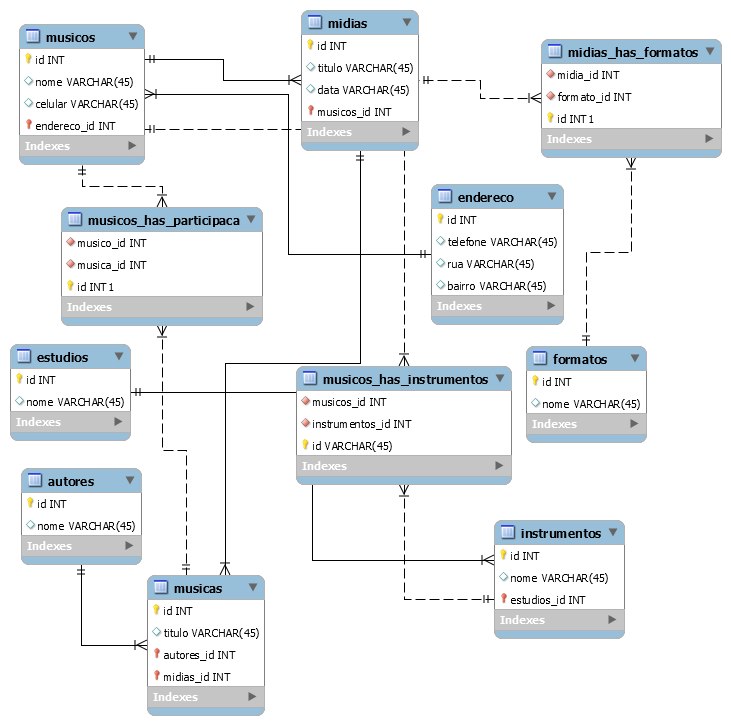 musicos
id INT
nome VARCHAR(45)
celular VARCHAR(45)
endereco_id INT
Indexes
midias
id INT
titulo VARCHAR(45)
data VARCHAR(45)
musicos_id INT
Indexes
midias_has_formatos
midia_id INT
formato_id INT
id INT1
Indexes
musicos_has_participaca
musico_id INT
musica_id INT
id INT1
Indexes
endereco
id INT
telefone VARCHAR(45)
rua VARCHAR(45)
bairro VARCHAR(45)
Indexes
estudios
id INT
nome VARCHAR(45)
Indexes
musicos_has_instrumentos
musicos_id INT
instrumentos_id INT
id VARCHAR(45)
Indexes
formatos
id INT
nome VARCHAR(45)
Indexes
autores
id INT
nome VARCHAR(45)
Indexes
instrumentos
id INT
nome VARCHAR(45)
estudios_id INT
Indexes
musicas
id INT
titulo VARCHAR(45)
autores_id INT
midias_id INT
Indexes